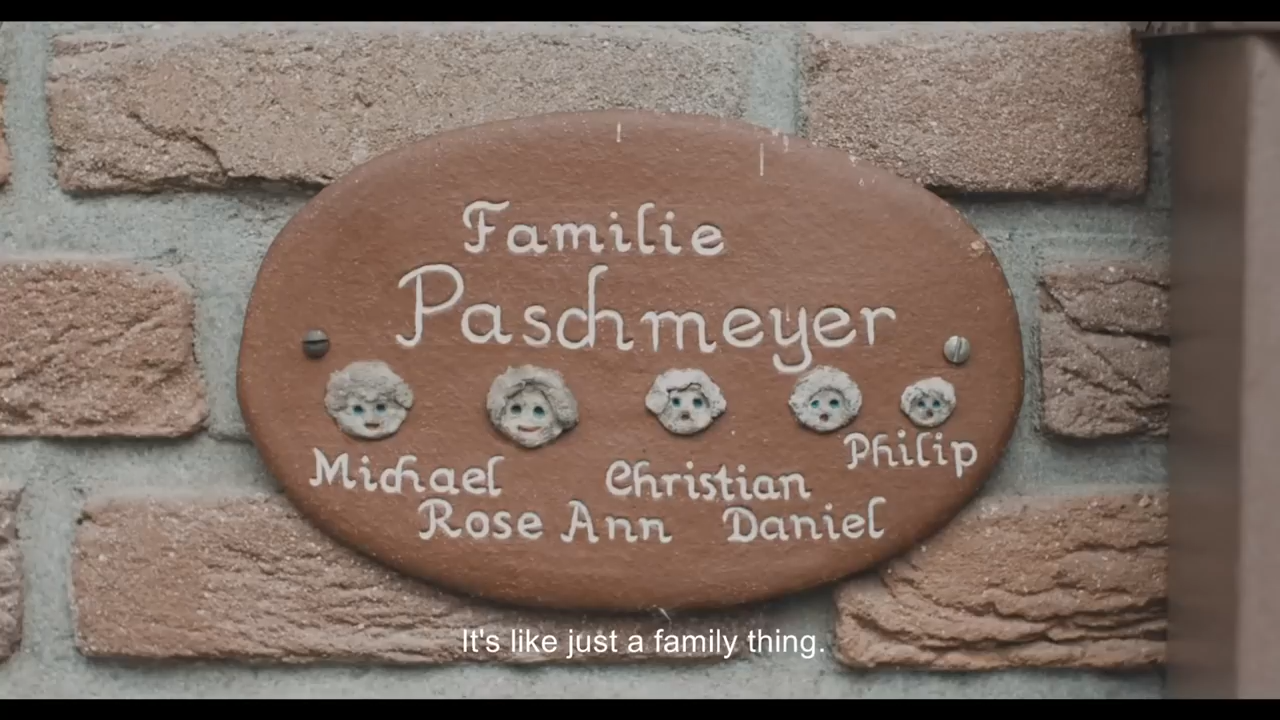 Familie
Paschmeyer
Philip
Michael Christian
Rose Ann Daniel
It's like just a family thing.